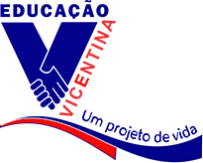 EDUCAÇÃO
VICENTINA
Um projeto de vida